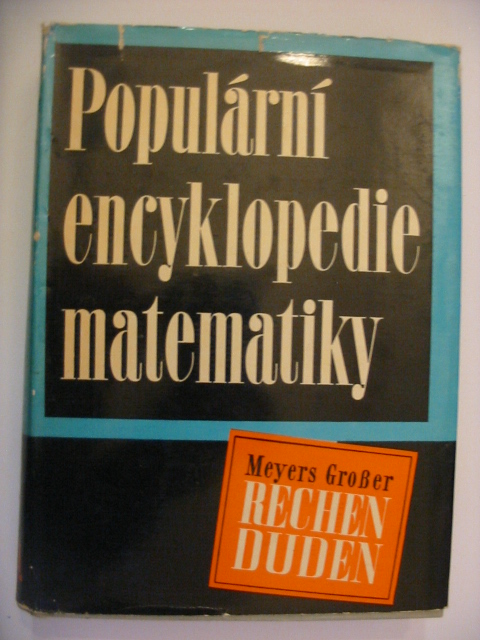 Populární
encyklopedie
matematiky
Meyers Großer
RECHEN
DUDEN